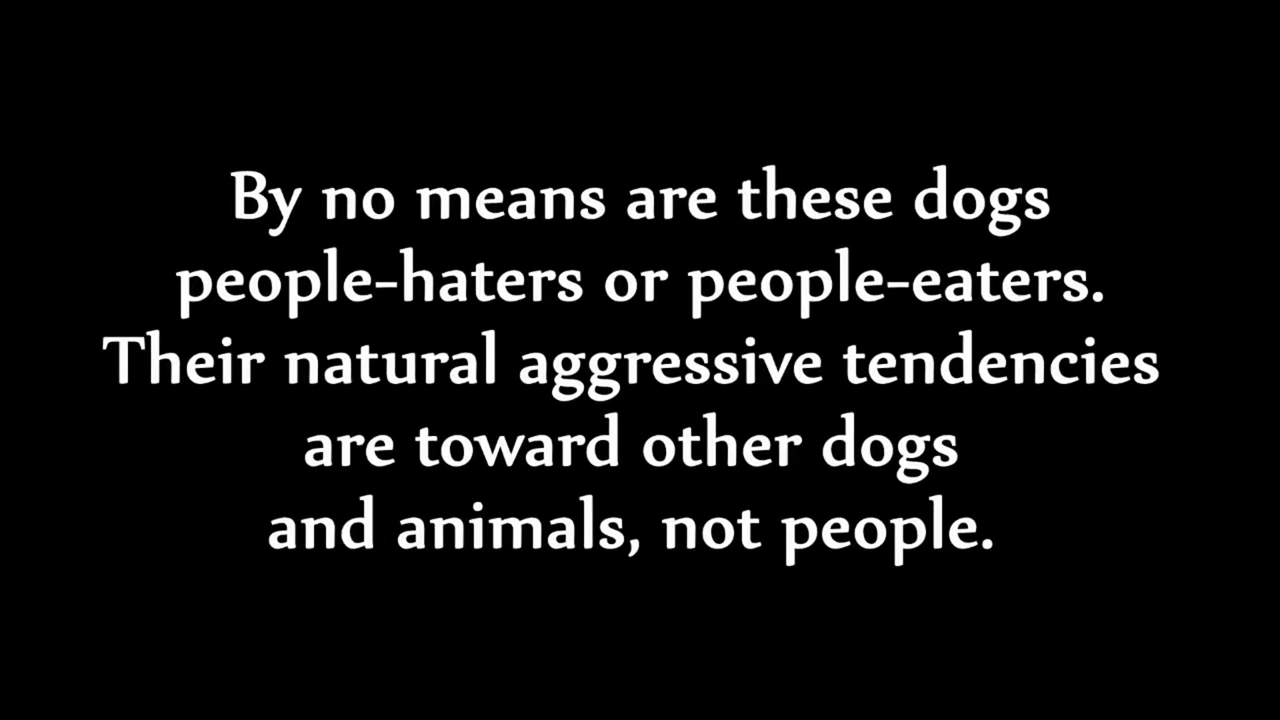 By no means are these dogs
people-haters or people-eaters.
Their natural aggressive tendencies
are toward other dogs
and animals, not people.